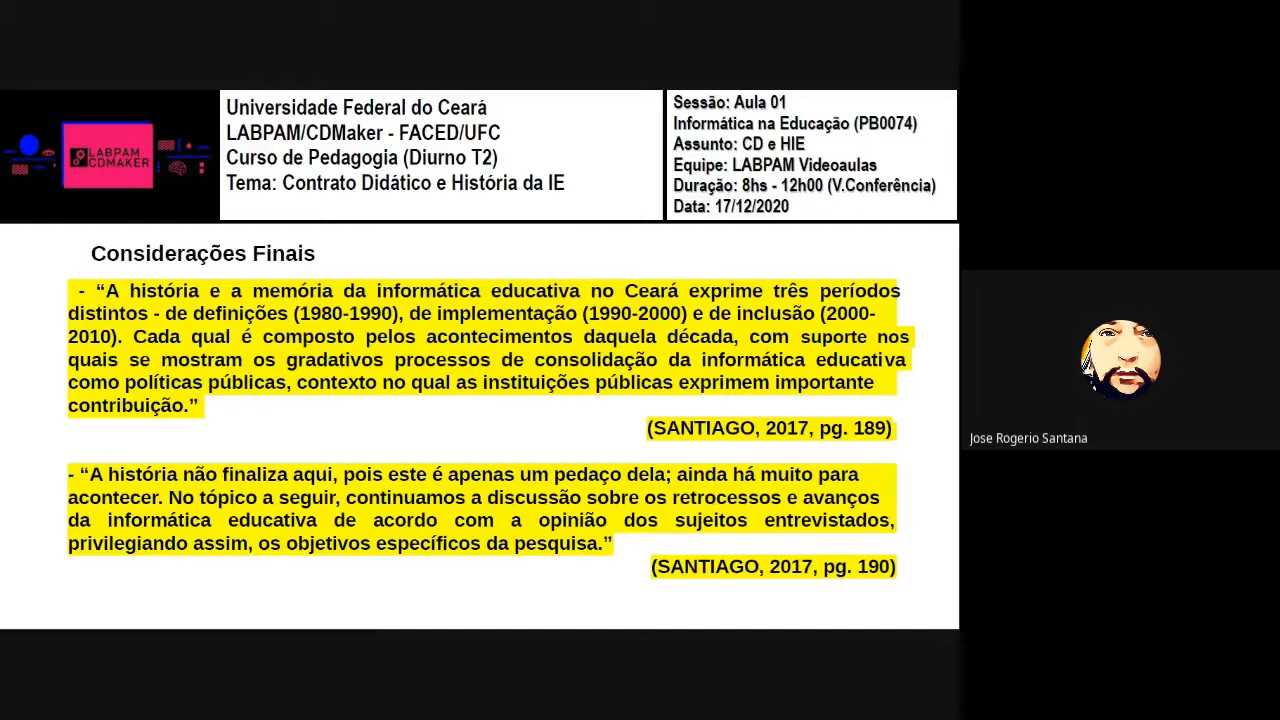 LABPAM
CDMAKER
Universidade Federal do Ceará
LABPAM/CDMaker - FACED/UFC
Curso de Pedagogia (Diurno T2)
Tema: Contrato Didático e História da IE
Sessão: Aula 01
Informática na Educação (PB0074)
Assunto: CD e HIE
Equipe: LABPAM Videoaulas
Duração: 8hs - 12h00 (V.Conferência)
Data: 17/12/2020
Considerações Finais
- “A história e a memória da informática educativa no Ceará exprime três períodos
distintos - de definições (1980-1990), de implementação (1990-2000) e de inclusão (2000-
2010). Cada qual é composto pelos acontecimentos daquela década, com suporte nos
quais se mostram os gradativos processos de consolidação da informática educativa
como políticas públicas, contexto no qual as instituições públicas exprimem importante
contribuição.”
(SANTIAGO, 2017, pg. 189)
- “A história não finaliza aqui, pois este é apenas um pedaço dela; ainda há muito para
acontecer. No tópico a seguir, continuamos a discussão sobre os retrocessos e avanços
da informática educativa de acordo com a opinião dos sujeitos entrevistados,
privilegiando assim, os objetivos específicos da pesquisa.”
(SANTIAGO, 2017, pg. 190)
Jose Rogerio Santana